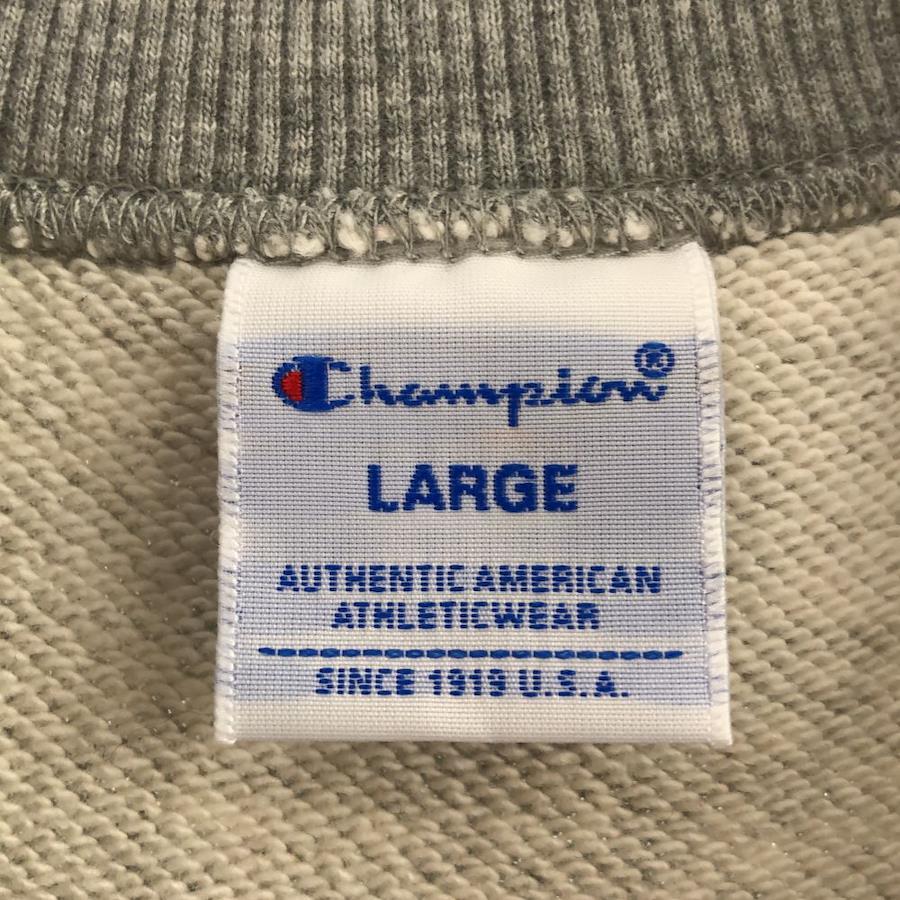 Champion®
LARGE
AUTHENTIC AMERICAN
ATHLETICWEAR
SINCE 1919 U.S.A.